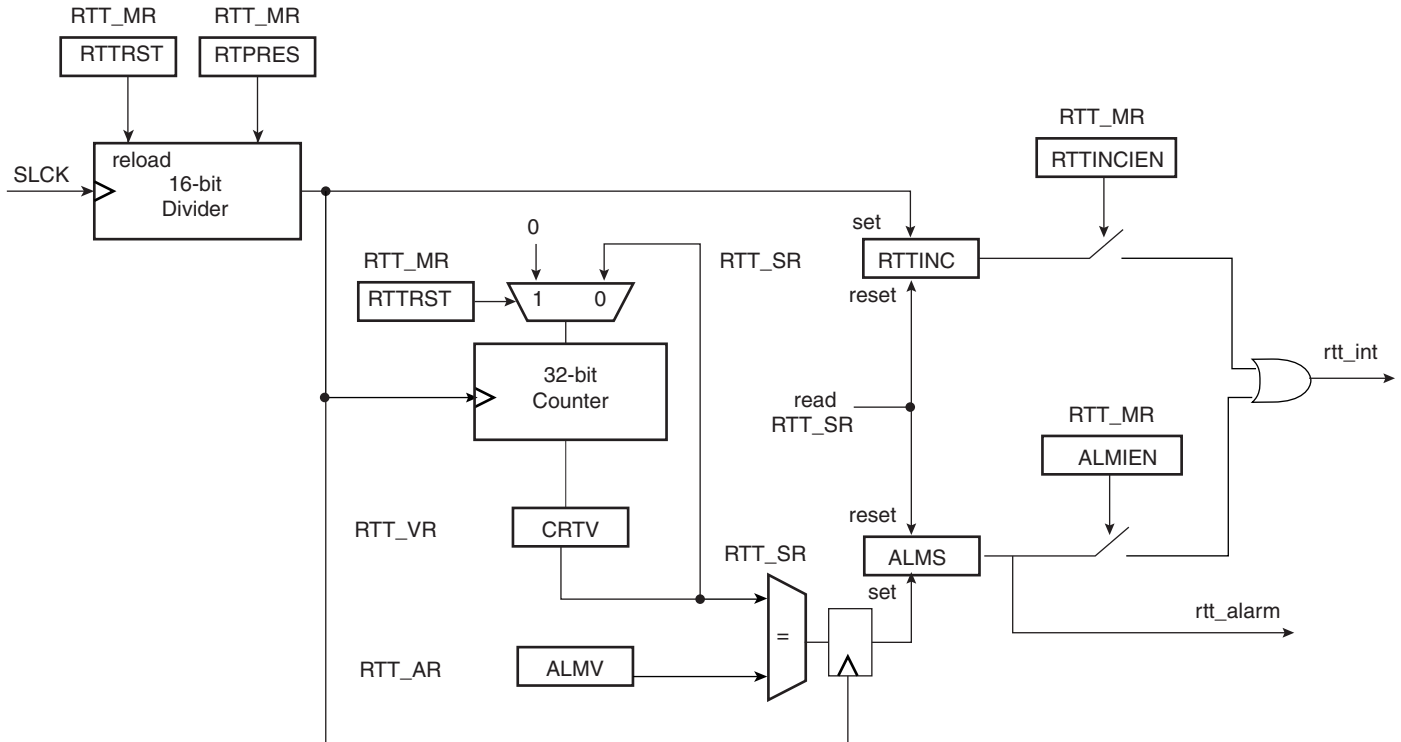 RTT_MR RTT_MR
RTTRST RTPRES
RTT_MR
reload
RTTINCIEN
SLCK
16-bit
Divider
0
set
RTT_MR
RTT_SR
RTTINC
RTTRST
1 0
reset
32-bit
Counter
rtt_int
read
RTT_SR
RTT_MR
ALMIEN
reset
RTT_VR
CRTV
RTT_SR
ALMS
set
rtt_alarm
=
RTT_AR
ALMV